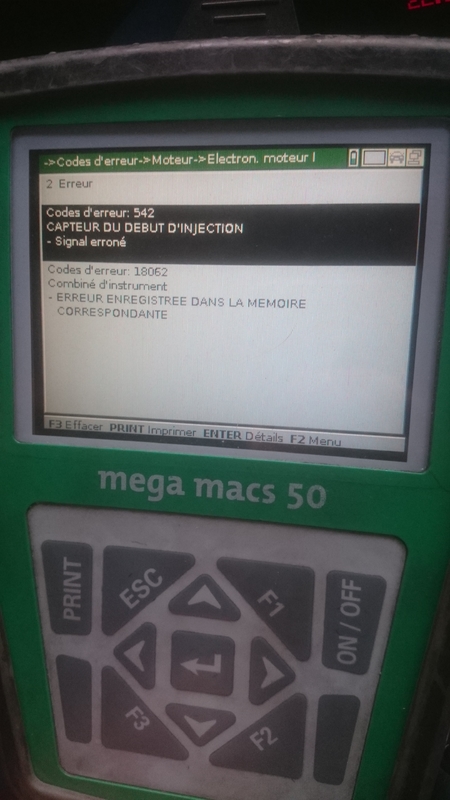 ->Codes d'erreur->Moteur->Electron. moteur I
2 Erreur
Codes d'erreur: 542
CAPTEUR DU DEBUT D'INJECTION
- Signal erroné
Codes d'erreur: 18062
Combiné d'instrument
- ERREUR ENREGISTREE DANS LA MEMOIRE
CORRESPONDANTE
F3 Effacer PRINT Imprimer ENTER Détails F2 Menu
mega macs 50
PRINT
ESC
F1
ON / OFF
F3
F2